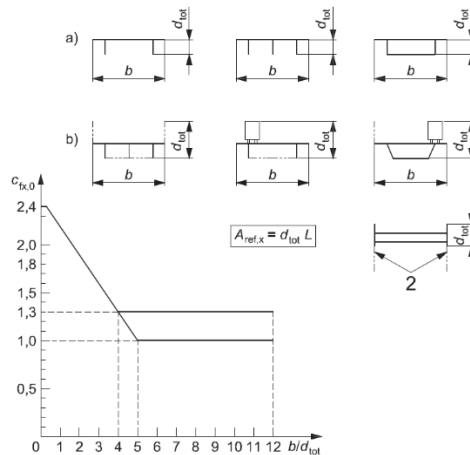 d_tot
a)
b b b
b)
d_tot d_tot d_tot
b b b
c_fx,0
2,4
A_ref,x = d_tot L
d_tot
2,0
1,8
2
1,5
1,3
1,0
0,5
0 1 2 3 4 5 6 7 8 9 10 11 12 b/d_tot